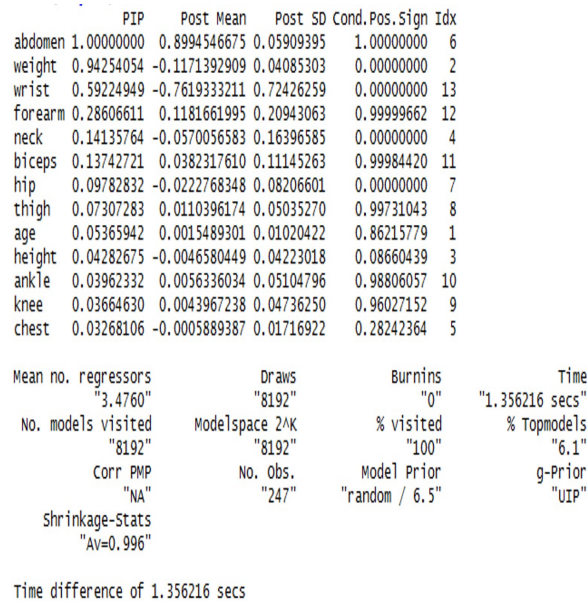 PIP Post Mean Post SD Cond.Pos.Sign Idx
abdomen 1.00000000 0.8994546675 0.05909395 1.00000000 6
weight 0.94254054 -0.1171392909 0.04085303 0.00000000 2
wrist 0.59224949 -0.7619333211 0.72426259 0.00000000 13
forearm 0.28606611 0.1181661995 0.20943063 0.99999662 12
neck 0.14135764 -0.0570056583 0.16396585 0.00000000 4
biceps 0.13742721 0.0382317610 0.11145263 0.99984420 11
hip 0.09782832 -0.0222768348 0.08206601 0.00000000 7
thigh 0.07307283 0.0110396174 0.05035270 0.99731043 8
age 0.05365942 0.0015489301 0.01020422 0.86215779 1
height 0.04282675 -0.0046580449 0.04223018 0.08660439 3
ankle 0.03962332 0.0056336034 0.05104796 0.98806057 10
knee 0.03664630 0.0043967238 0.04736250 0.96027152 9
chest 0.03268106 -0.0005889387 0.01716922 0.28242364 5
Mean no. regressors Draws Burnins Time
"3.4760" "8192" "0" "1.356216 secs"
No. models visited Modelspace 2^K % visited % Topmodels
"8192" "8192" "100" "6.1"
Corr PMP No. Obs. Model Prior g-Prior
"NA" "247" "random / 6.5" "UIP"
Shrinkage-Stats
"Av=0.996"
Time difference of 1.356216 secs